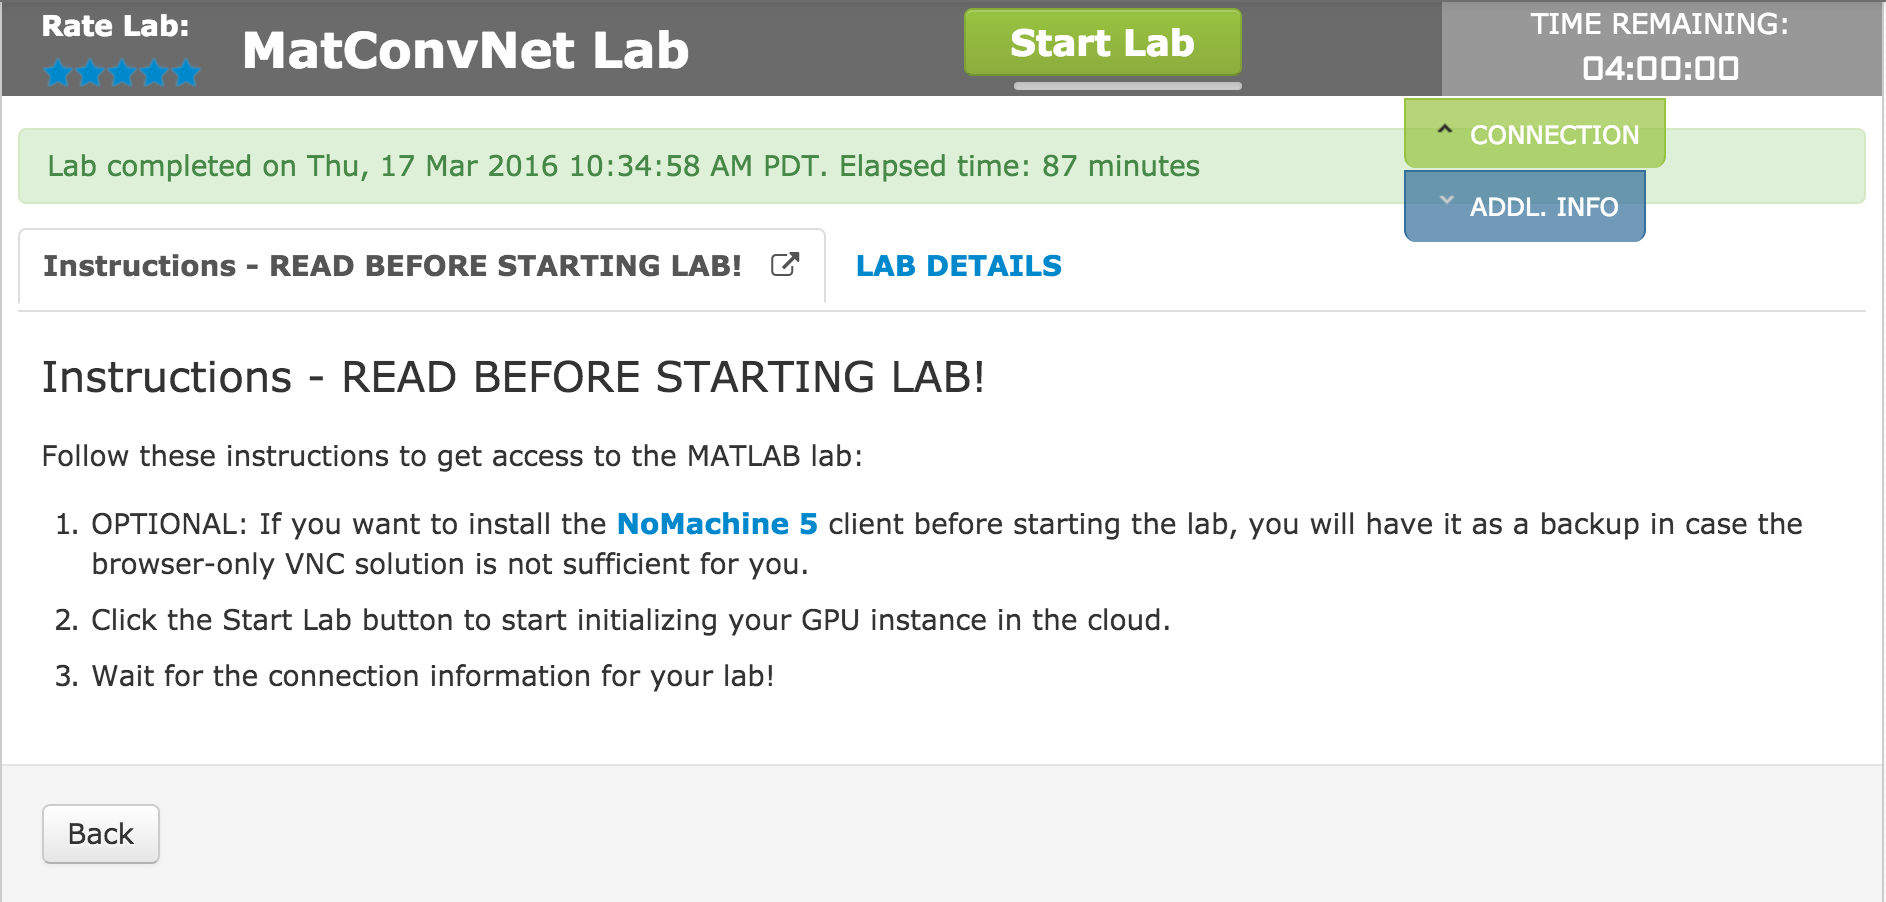 Rate Lab:
MatConvNet Lab
Start Lab
TIME REMAINING:
04:00:00
CONNECTION
Lab completed on Thu, 17 Mar 2016 10:34:58 AM PDT. Elapsed time: 87 minutes
ADDL. INFO
Instructions - READ BEFORE STARTING LAB!
LAB DETAILS
Instructions - READ BEFORE STARTING LAB!
Follow these instructions to get access to the MATLAB lab:
1. OPTIONAL: If you want to install the NoMachine 5 client before starting the lab, you will have it as a backup in case the
browser-only VNC solution is not sufficient for you.
2. Click the Start Lab button to start initializing your GPU instance in the cloud.
3. Wait for the connection information for your lab!
Back